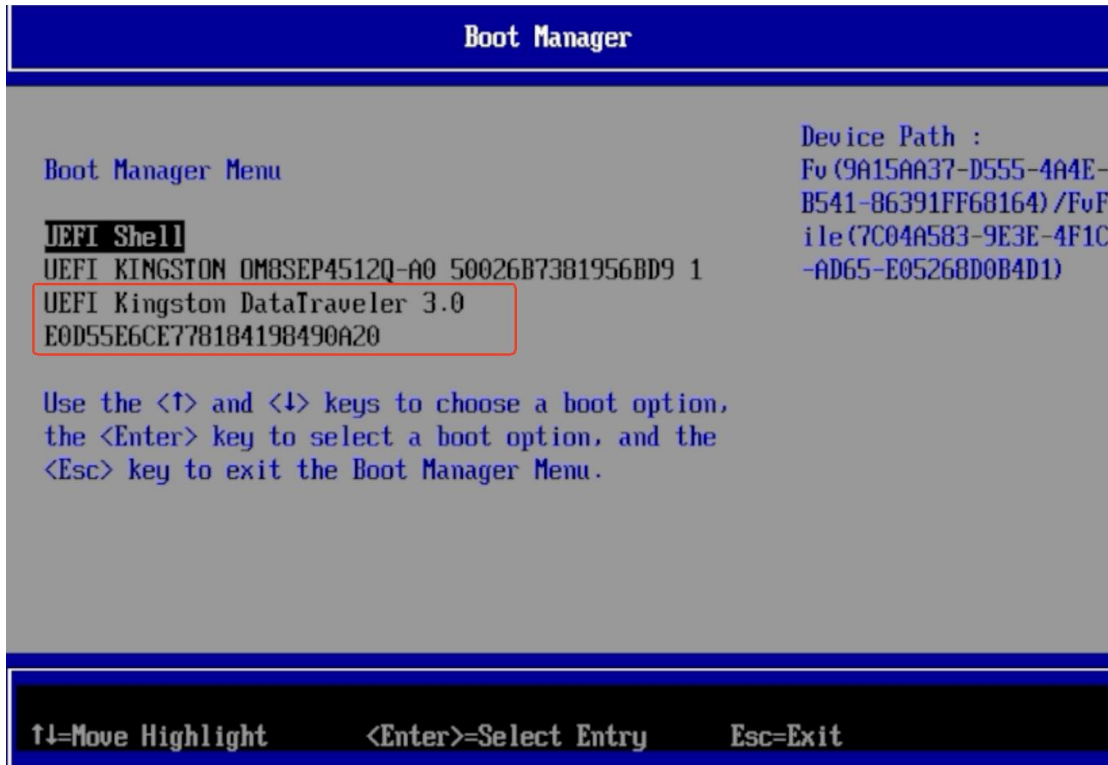 Boot Manager
Boot Manager Menu
UEFI Shell
UEFI KINGSTON OM8SEP4512Q-A0 50026B7381956BD9 1
UEFI Kingston DataTraveler 3.0
E0D55E6CE778184198490A20
Use the <↑> and <↓> keys to choose a boot option,
the <Enter> key to select a boot option, and the
<Esc> key to exit the Boot Manager Menu.
Device Path :
Fv(9A15AA37-D555-4A4E-
B541-86391FF68164)/FvF
ile(7C04A583-9E3E-4F1C
-AD65-E05268D0B4D1)
↑↓=Move Highlight
<Enter>=Select Entry
Esc=Exit